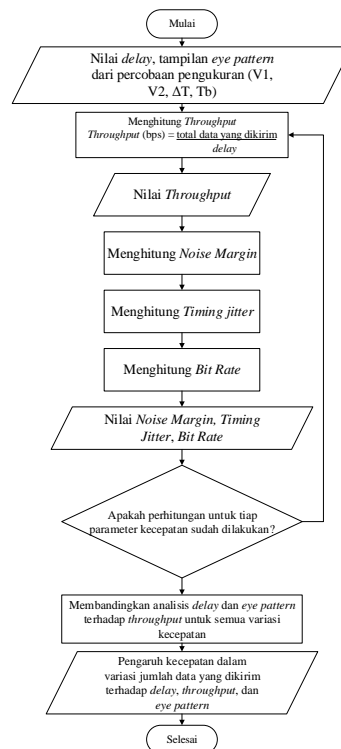 Mulai
Nilai delay, tampilan eye pattern
dari percobaan pengukuran (V1,
V2, ΔT, Tb)
Menghitung Throughput
Throughput (bps) = total data yang dikirim
delay
Nilai Throughput
Menghitung Noise Margin
Menghitung Timing jitter
Menghitung Bit Rate
Nilai Noise Margin, Timing
Jitter, Bit Rate
Apakah perhitungan untuk tiap
parameter kecepatan sudah dilakukan?
Membandingkan analisis delay dan eye pattern
terhadap throughput untuk semua variasi
kecepatan
Pengaruh kecepatan dalam
variasi jumlah data yang dikirim
terhadap delay, throughput, dan
eye pattern
Selesai